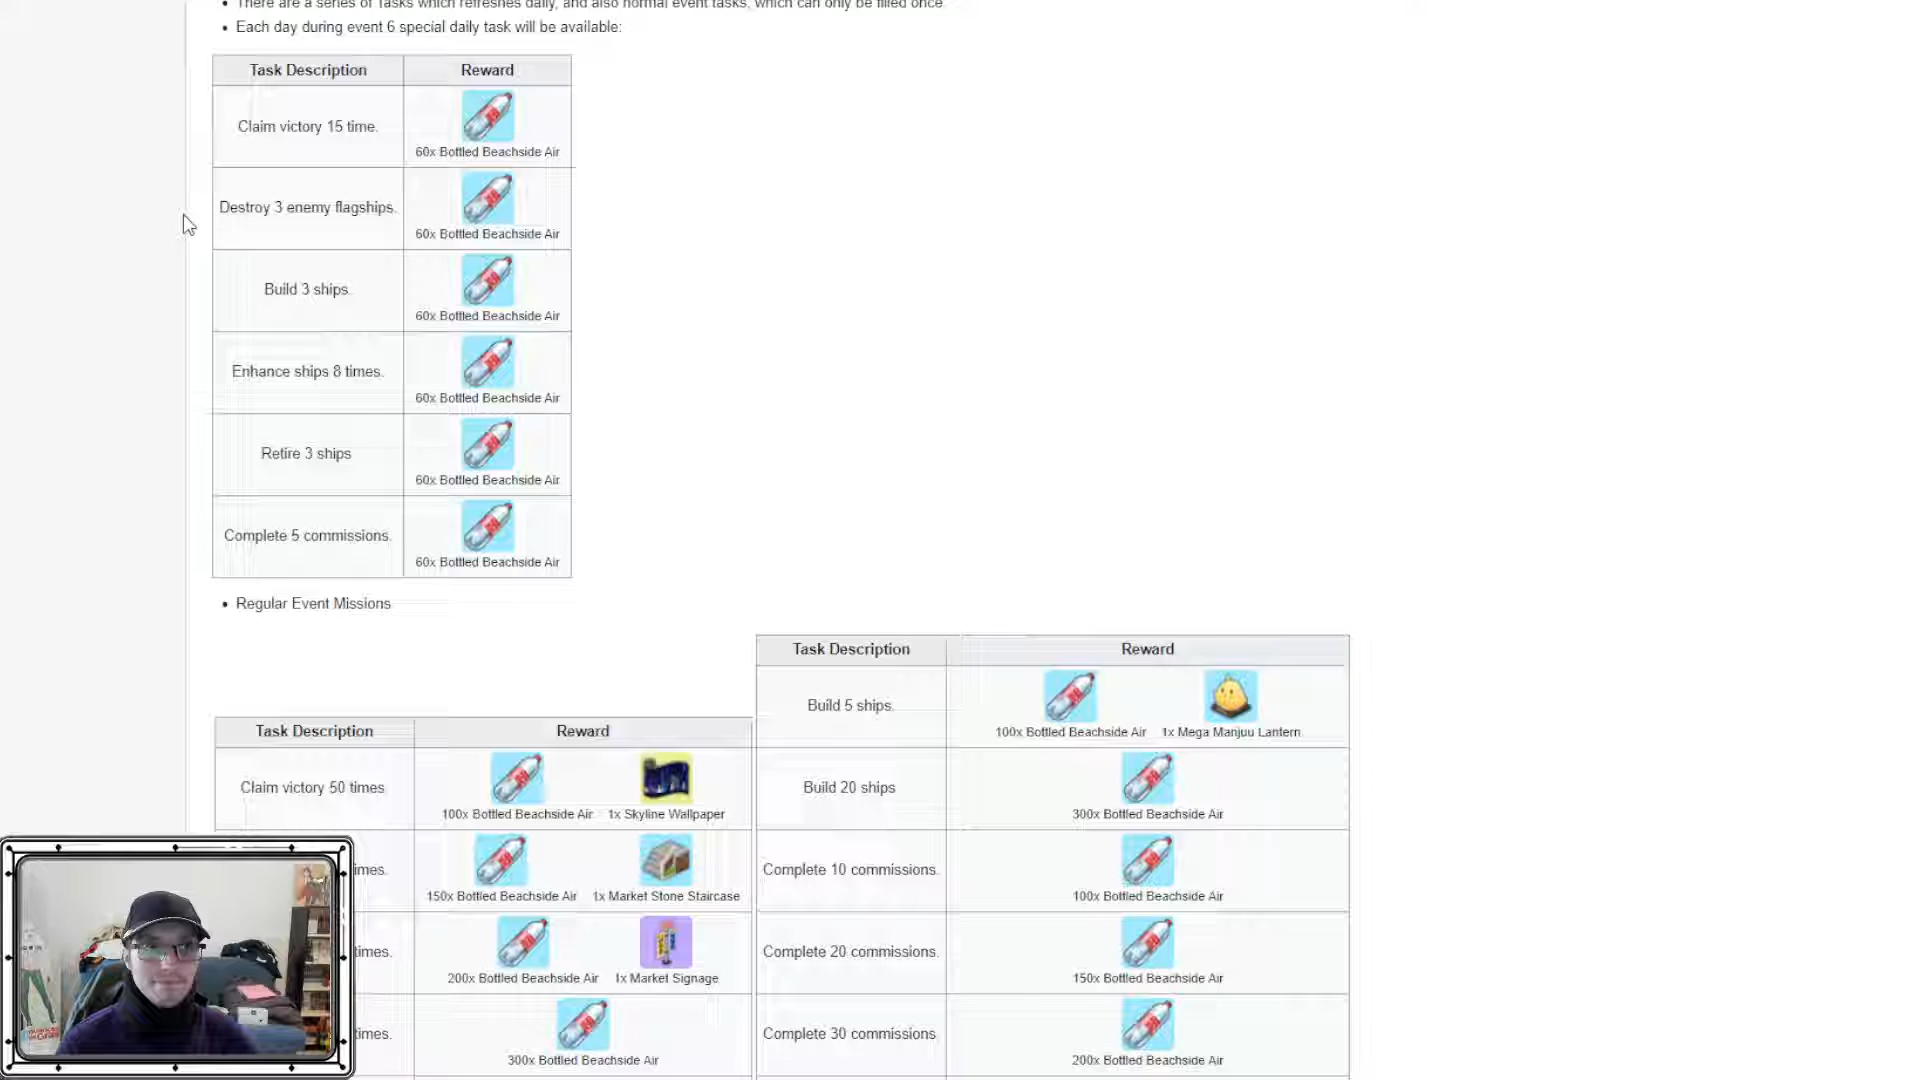 There are a series of Tasks which refreshes daily, and also normal event tasks, which can only be filled once.
Each day during event 6 special daily task will be available:
Task Description Reward
Claim victory 15 time.
60x Bottled Beachside Air
Destroy 3 enemy flagships.
60x Bottled Beachside Air
Build 3 ships.
60x Bottled Beachside Air
Enhance ships 8 times.
60x Bottled Beachside Air
Retire 3 ships
60x Bottled Beachside Air
Complete 5 commissions.
60x Bottled Beachside Air
Regular Event Missions
Task Description Reward
Claim victory 50 times
100x Bottled Beachside Air 1x Skyline Wallpaper
times.
150x Bottled Beachside Air 1x Market Stone Staircase
times.
200x Bottled Beachside Air 1x Market Signage
times.
300x Bottled Beachside Air
Task Description Reward
Build 5 ships.
100x Bottled Beachside Air 1x Mega Manjuu Lantern
Build 20 ships
300x Bottled Beachside Air
Complete 10 commissions.
100x Bottled Beachside Air
Complete 20 commissions.
150x Bottled Beachside Air
Complete 30 commissions.
200x Bottled Beachside Air